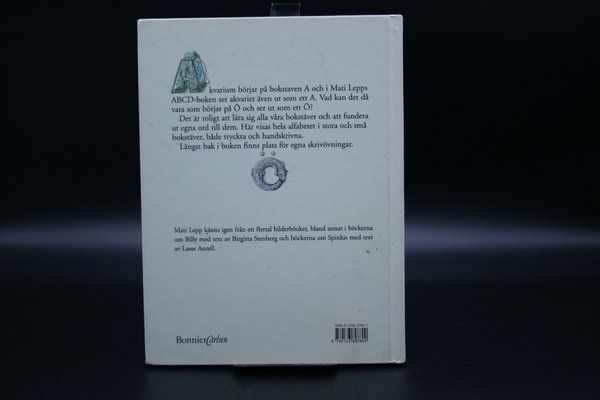 Akvarium börjar på bokstaven A och i Mati Lepps
ABCD-boken ser akvariet även ut som ett A. Vad kan det då
vara som börjar på Ö och ser ut som ett Ö?
Det är roligt att lära sig alla våra bokstäver och att fundera
ut egna ord till dem. Här visas hela alfabetet i stora och små
bokstäver, både tryckta och handskrivna.
Längst bak i boken finns plats för egna skrivövningar.
Ö
Mati Lepp känns igen från ett flertal bilderböcker, bland annat i böckerna
om Billy med text av Birgitta Stenberg och böckerna om Spinkis med text
av Lasse Anrell.
BonnierCarlsen